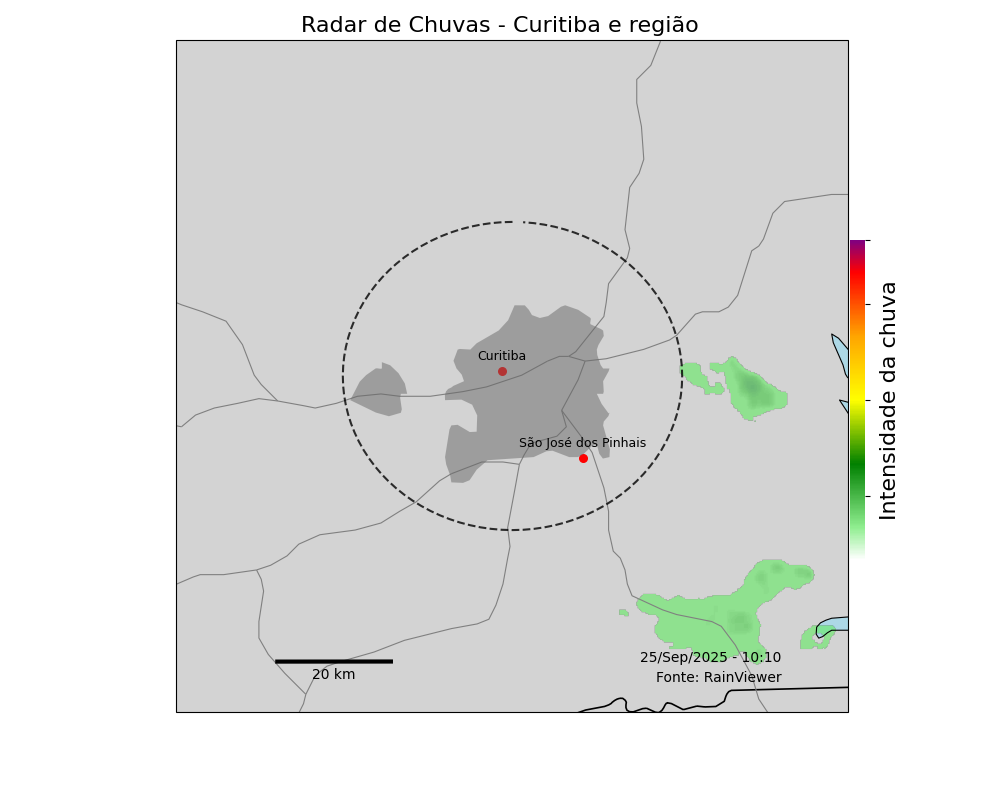 Radar de Chuvas - Curitiba e região
Curitiba
São José dos Pinhais
Intensidade da chuva
25/Sep/2025 - 10:10
20 km
Fonte: RainViewer